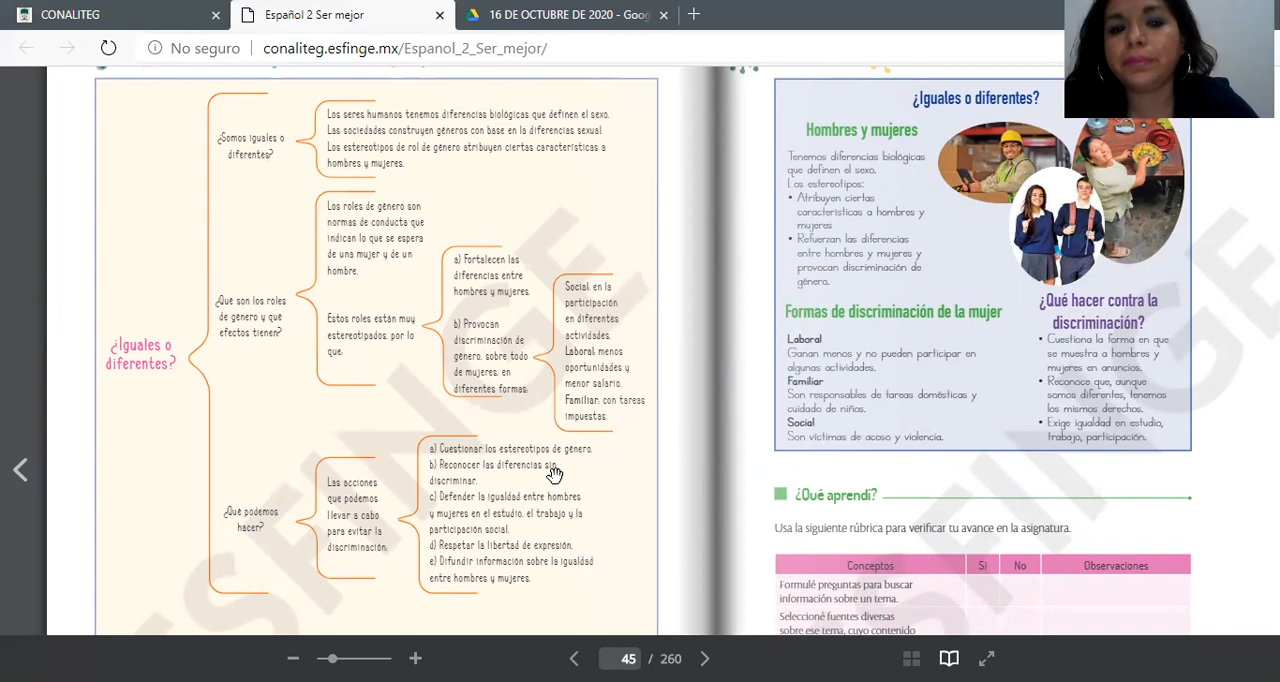 CONALITEG
Español 2 Ser mejor
16 DE OCTUBRE DE 2020 - Goog
No seguro
conaliteg.esfinge.mx/Espanol_2_Ser_mejor/
¿Iguales o
diferentes?
¿Somos iguales o
diferentes?
Los seres humanos tenemos diferencias biológicas que definen el sexo.
Las sociedades construyen géneros con base en la diferencias sexual.
Los estereotipos de rol de género atribuyen ciertas características a
hombres y mujeres.
¿Qué son los roles
de género y que
efectos tienen?
Los roles de género son
normas de conducta que
indican lo que se espera
de una mujer y de un
hombre.
Estos roles están muy
estereotipados, por lo
que:
a) Fortalecen las
diferencias entre
hombres y mujeres.
b) Provocan
discriminación de
género, sobre todo
de mujeres, en
diferentes formas:
Social: en la
participación
en diferentes
actividades.
Laboral: menos
oportunidades y
menor salario.
Familiar: con tareas
impuestas.
¿Qué podemos
hacer?
Las acciones
que podemos
llevar a cabo
para evitar la
discriminación:
a) Cuestionar los estereotipos de género.
b) Reconocer las diferencias sin
discriminar.
c) Defender la igualdad entre hombres
y mujeres en el estudio, el trabajo y la
participación social.
d) Respetar la libertad de expresión.
e) Difundir información sobre la igualdad
entre hombres y mujeres.
ESFINGE
¿Iguales o diferentes?
Hombres y mujeres
Tenemos diferencias biológicas
que definen el sexo.
Los estereotipos:
• Atribuyen ciertas
características a hombres y
mujeres
• Refuerzan las diferencias
entre hombres y mujeres y
provocan discriminación de
género.
Formas de discriminación de la mujer
Laboral
Ganan menos y no pueden participar en
algunas actividades.
Familiar
Son responsables de tareas domésticas y
cuidado de niños.
Social
Son víctimas de acoso y violencia.
¿Qué hacer contra la
discriminación?
• Cuestiona la forma en que
se muestra a hombres y
mujeres en anuncios.
• Reconoce que, aunque
somos diferentes, tenemos
los mismos derechos.
• Exige igualdad en estudio,
trabajo, participación.
¿Qué aprendí?
Usa la siguiente rúbrica para verificar tu avance en la asignatura.
Conceptos Sí No Observaciones
Formulé preguntas para buscar
información sobre un tema.
Seleccioné fuentes diversas
sobre ese tema, cuyo contenido
ESFINGE
45 / 260